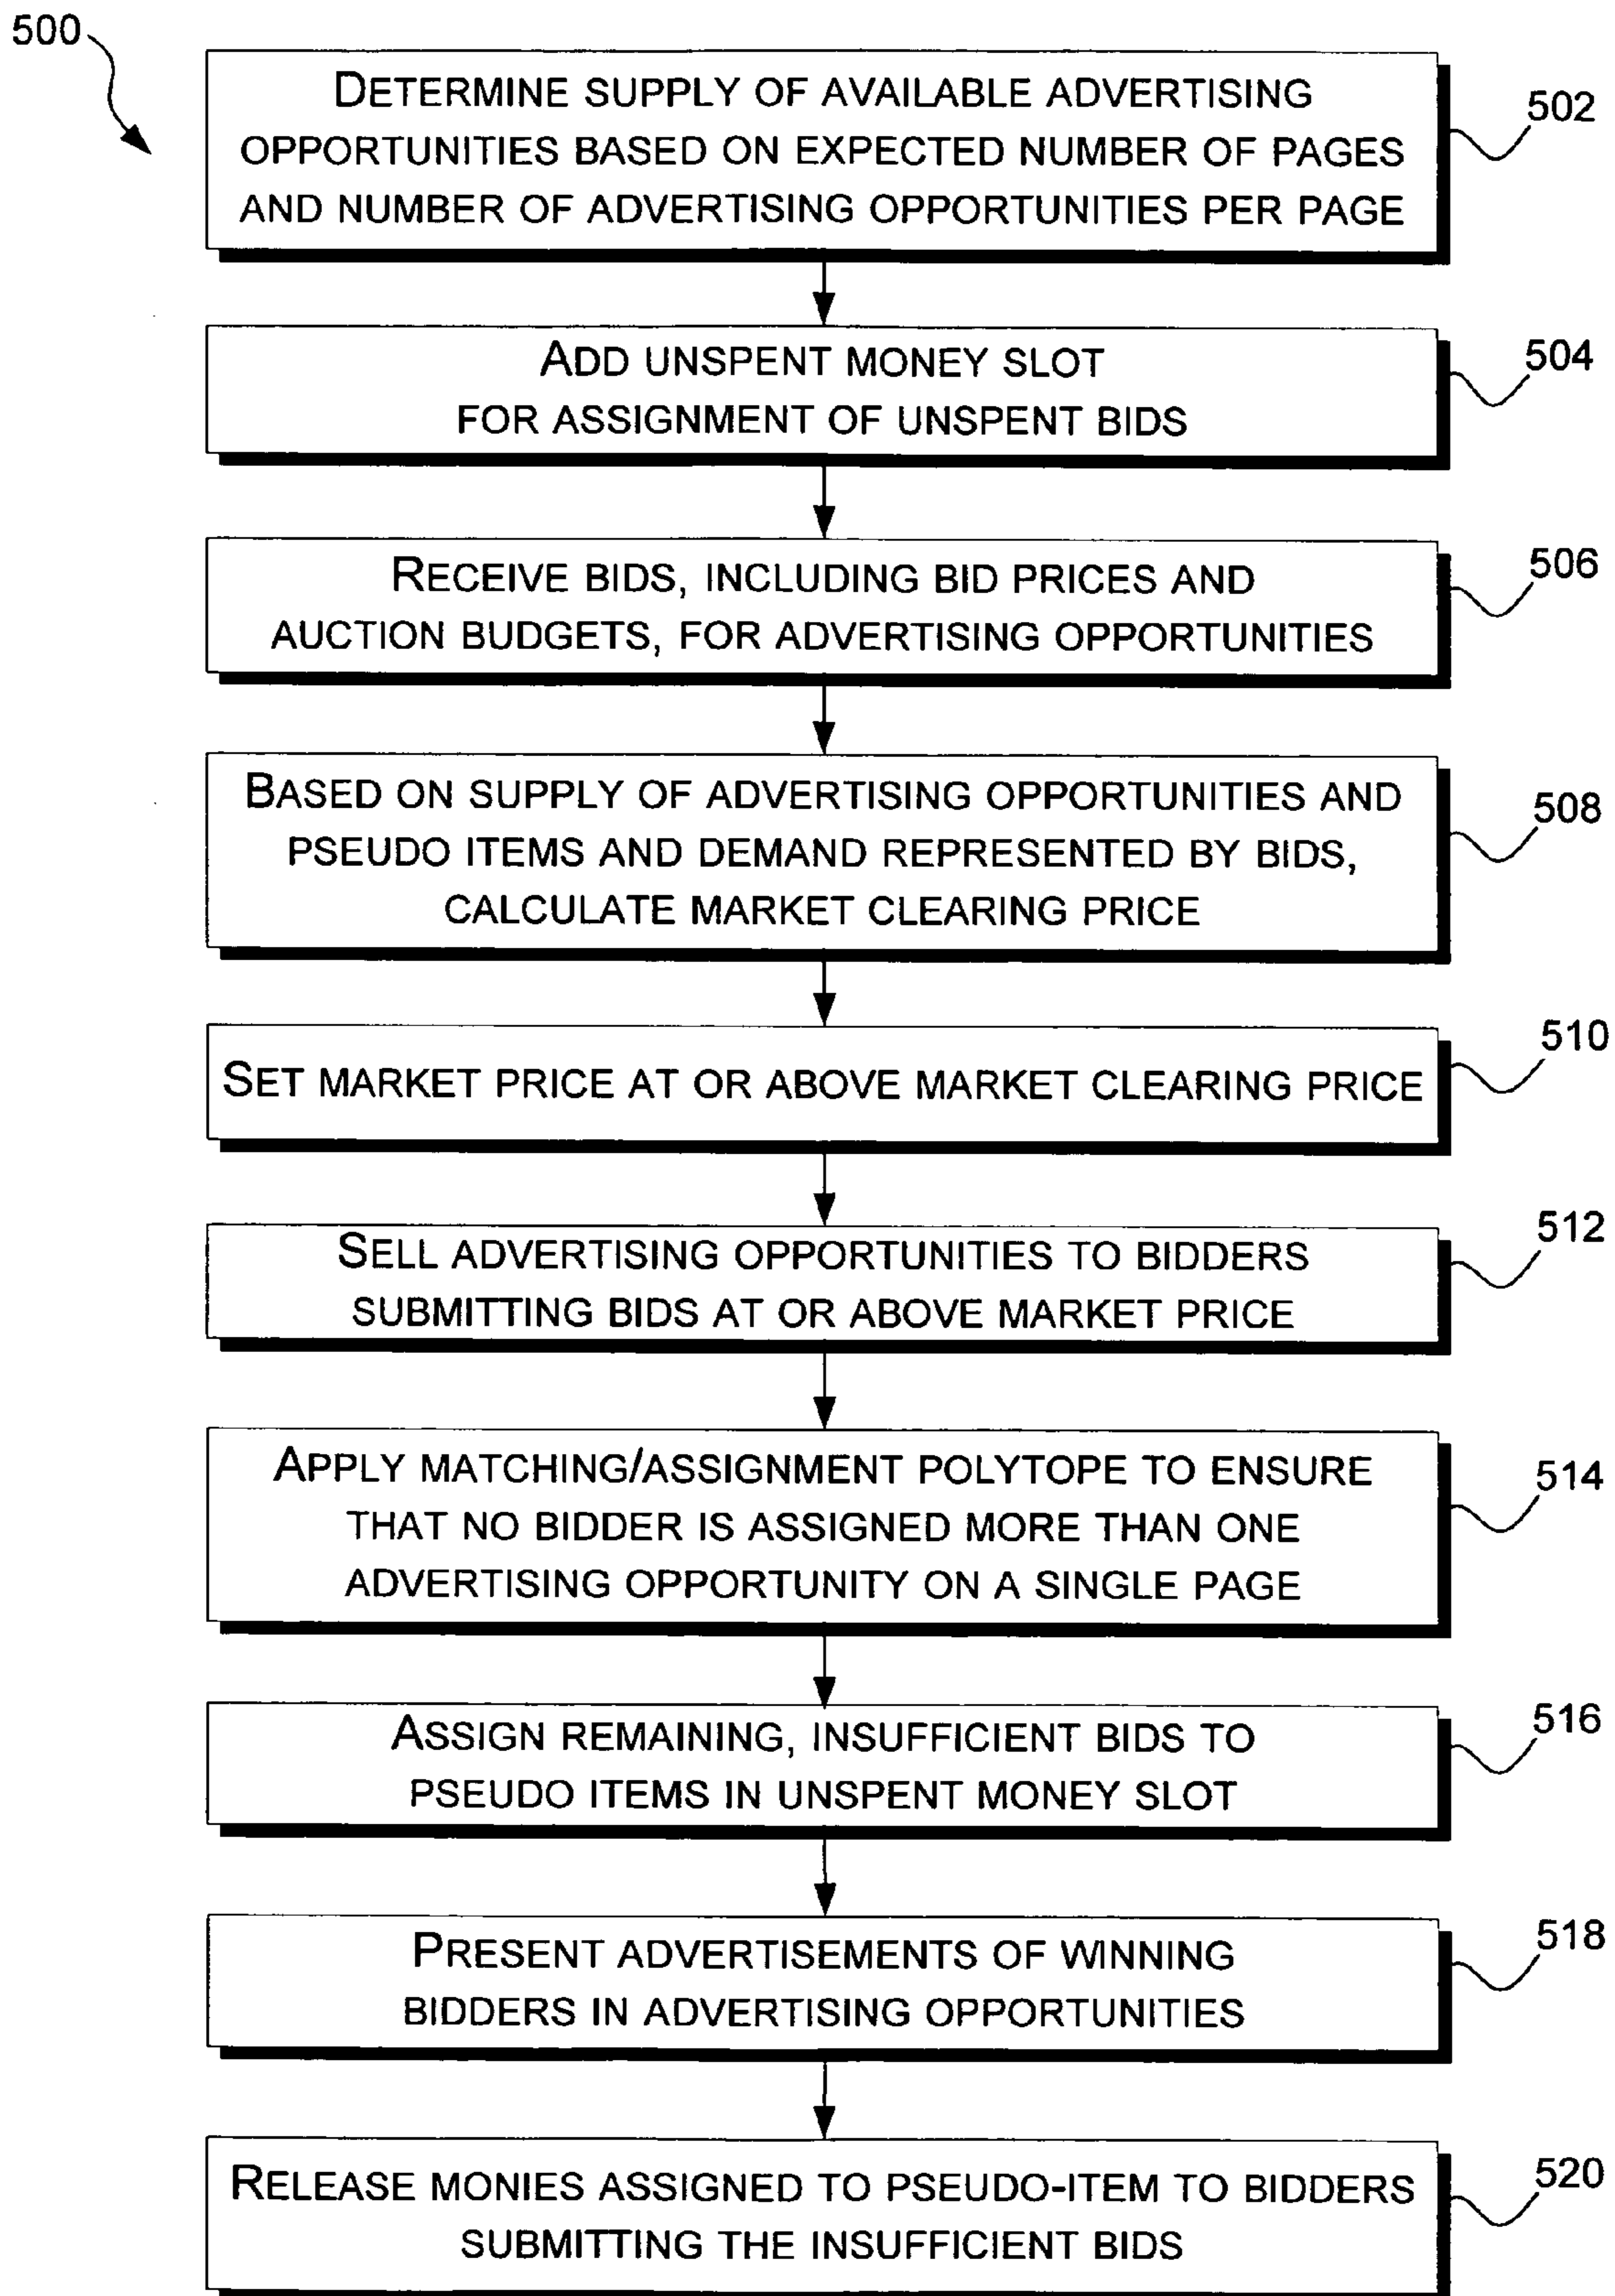 500
DETERMINE SUPPLY OF AVAILABLE ADVERTISING
OPPORTUNITIES BASED ON EXPECTED NUMBER OF PAGES
AND NUMBER OF ADVERTISING OPPORTUNITIES PER PAGE
502
ADD UNSPENT MONEY SLOT
FOR ASSIGNMENT OF UNSPENT BIDS
504
RECEIVE BIDS, INCLUDING BID PRICES AND
AUCTION BUDGETS, FOR ADVERTISING OPPORTUNITIES
506
BASED ON SUPPLY OF ADVERTISING OPPORTUNITIES AND
PSEUDO ITEMS AND DEMAND REPRESENTED BY BIDS,
CALCULATE MARKET CLEARING PRICE
508
SET MARKET PRICE AT OR ABOVE MARKET CLEARING PRICE
510
SELL ADVERTISING OPPORTUNITIES TO BIDDERS
SUBMITTING BIDS AT OR ABOVE MARKET PRICE
512
APPLY MATCHING/ASSIGNMENT POLYTOPE TO ENSURE
THAT NO BIDDER IS ASSIGNED MORE THAN ONE
ADVERTISING OPPORTUNITY ON A SINGLE PAGE
514
ASSIGN REMAINING, INSUFFICIENT BIDS TO
PSEUDO ITEMS IN UNSPENT MONEY SLOT
516
PRESENT ADVERTISEMENTS OF WINNING
BIDDERS IN ADVERTISING OPPORTUNITIES
518
RELEASE MONIES ASSIGNED TO PSEUDO-ITEM TO BIDDERS
SUBMITTING THE INSUFFICIENT BIDS
520